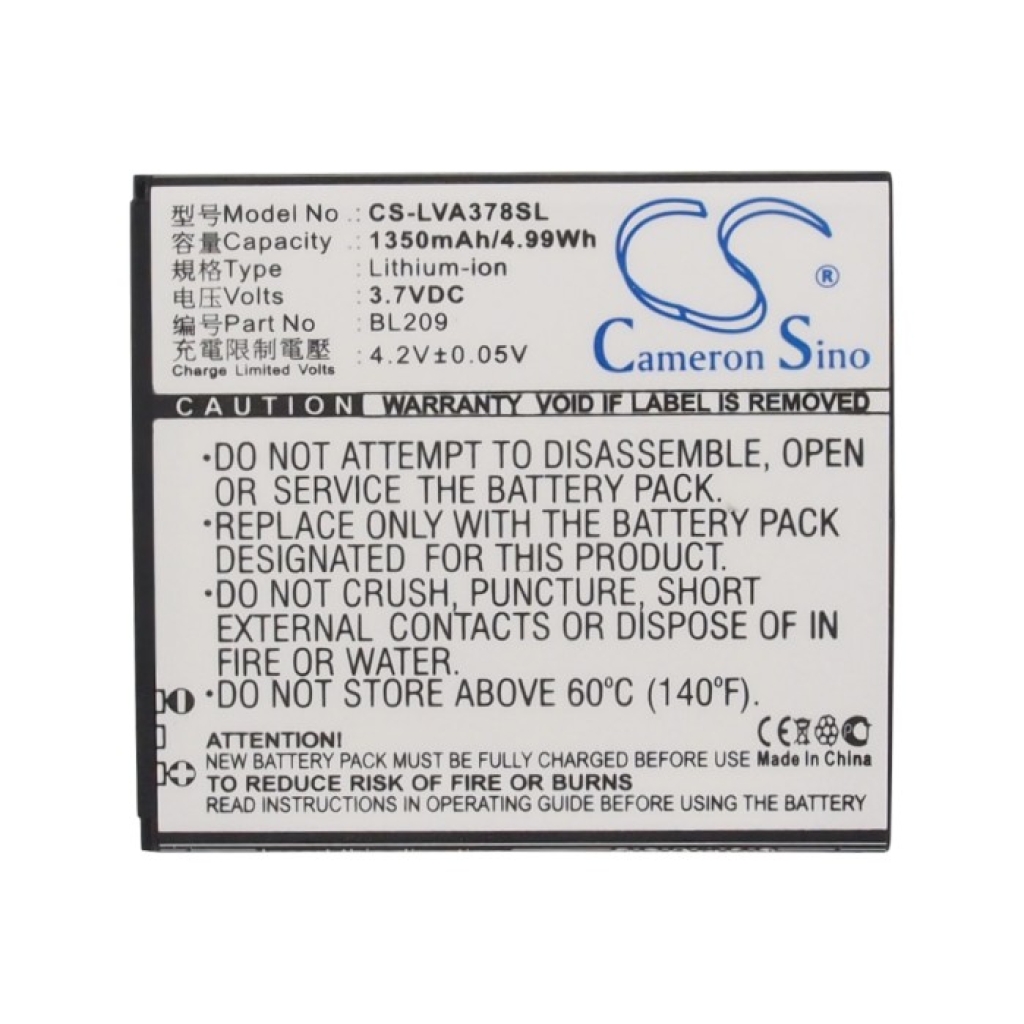 型号Model No .: CS-LVA378SL
容量Capacity .: 1350mAh/4.99Wh
規格Type : Lithium-ion
电压Volts : 3.7VDC
编号Part No : BL209
充電限制電壓 : 4.2V±0.05V
Charge Limited Volts
CS®
Cameron Sino
CAUTION WARRANTY VOID IF LABEL IS REMOVED
·DO NOT ATTEMPT TO DISASSEMBLE, OPEN
OR SERVICE THE BATTERY PACK.
·REPLACE ONLY WITH THE BATTERY PACK
DESIGNATED FOR THIS PRODUCT.
·DO NOT CRUSH, PUNCTURE, SHORT
EXTERNAL CONTACTS OR DISPOSE OF IN
FIRE OR WATER.
·DO NOT STORE ABOVE 60°C (140°F).
CE
ATTENTION!
NEW BATTERY PACK MUST BE FULLY CHARGED BEFORE USE Made In China
TO REDUCE RISK OF FIRE OR BURNS
READ INSTRUCTIONS IN OPERATING GUIDE BEFORE USING THE BATTERY